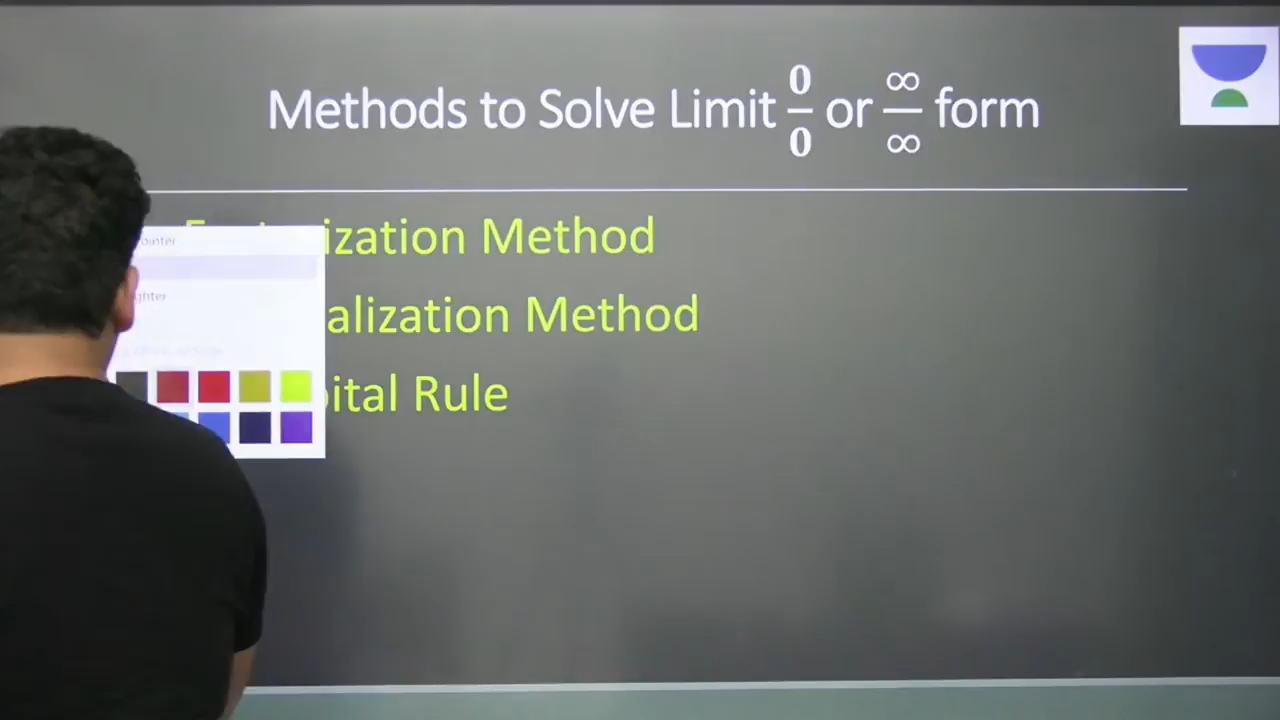 Methods to Solve Limit 0/0 or ∞/∞ form
ization Method
alization Method
pital Rule